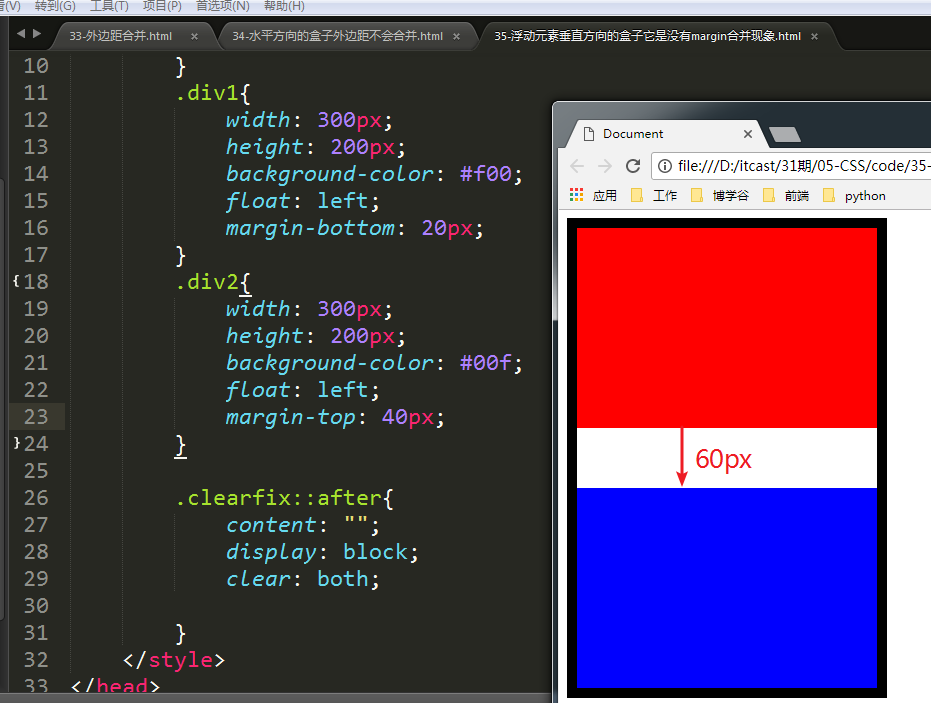 看(V) 转到(G) 工具(T) 项目(P) 首选项(N) 帮助(H)
33-外边距合并.html × 34-水平方向的盒子外边距不会合并.html × 35-浮动元素垂直方向的盒子它是没有margin合并现象.html ×
10 }
11 .div1{
12 width: 300px;
13 height: 200px;
14 background-color: #f00;
15 float: left;
16 margin-bottom: 20px;
17 }
18 .div2{
19 width: 300px;
20 height: 200px;
21 background-color: #00f;
22 float: left;
23 margin-top: 40px;
24 }
25
26 .clearfix::after{
27 content: "";
28 display: block;
29 clear: both;
30
31 }
32 </style>
33 </head>
Document ×
file:///D:/itcast/31期/05-CSS/code/35-
应用 工作 博学谷 前端 python
60px